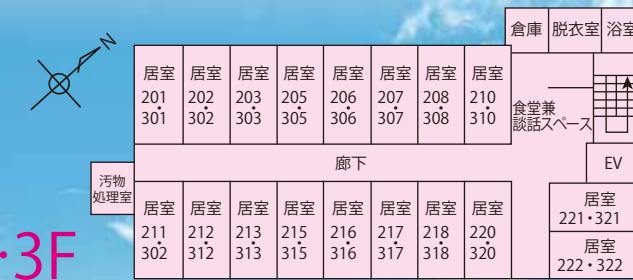 N
倉庫
脱衣室
浴室
居室
201・301
居室
202・302
居室
203・303
居室
205・305
居室
206・306
居室
207・307
居室
208・308
居室
210・310
食堂兼
談話スペース
廊下
EV
汚物
処理室
居室
211・302
居室
212・312
居室
213・313
居室
215・315
居室
216・316
居室
217・317
居室
218・318
居室
220・320
居室
221・321
居室
222・322
・3F